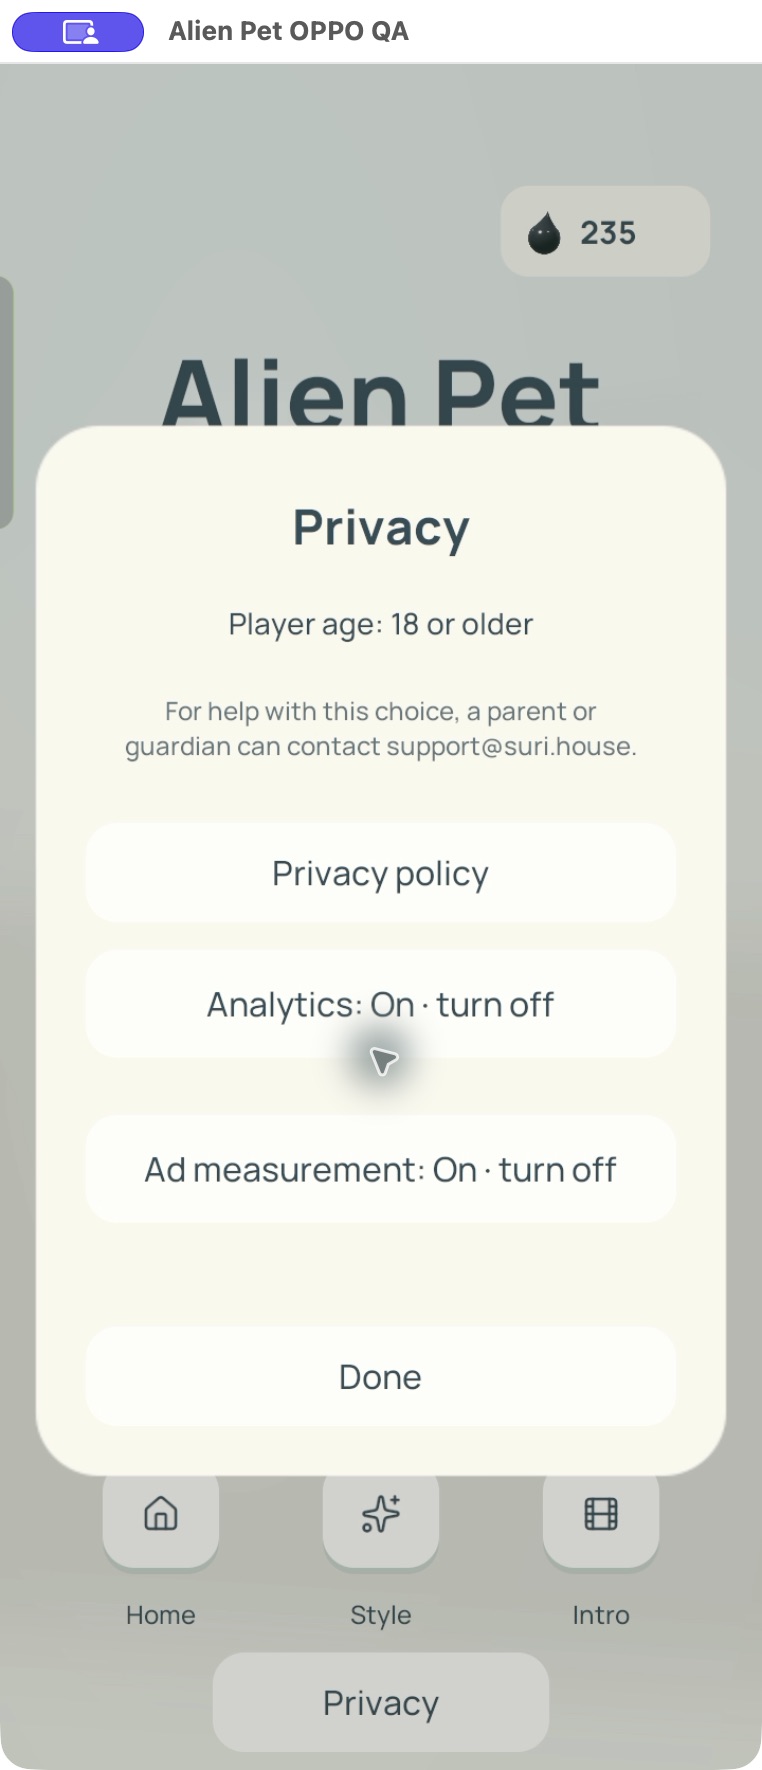 Alien Pet OPPO QA
235
Alien Pet
Privacy
Player age: 18 or older
For help with this choice, a parent or
guardian can contact support@suri.house.
Privacy policy
Analytics: On · turn off
Ad measurement: On · turn off
Done
Home
Style
Intro
Privacy